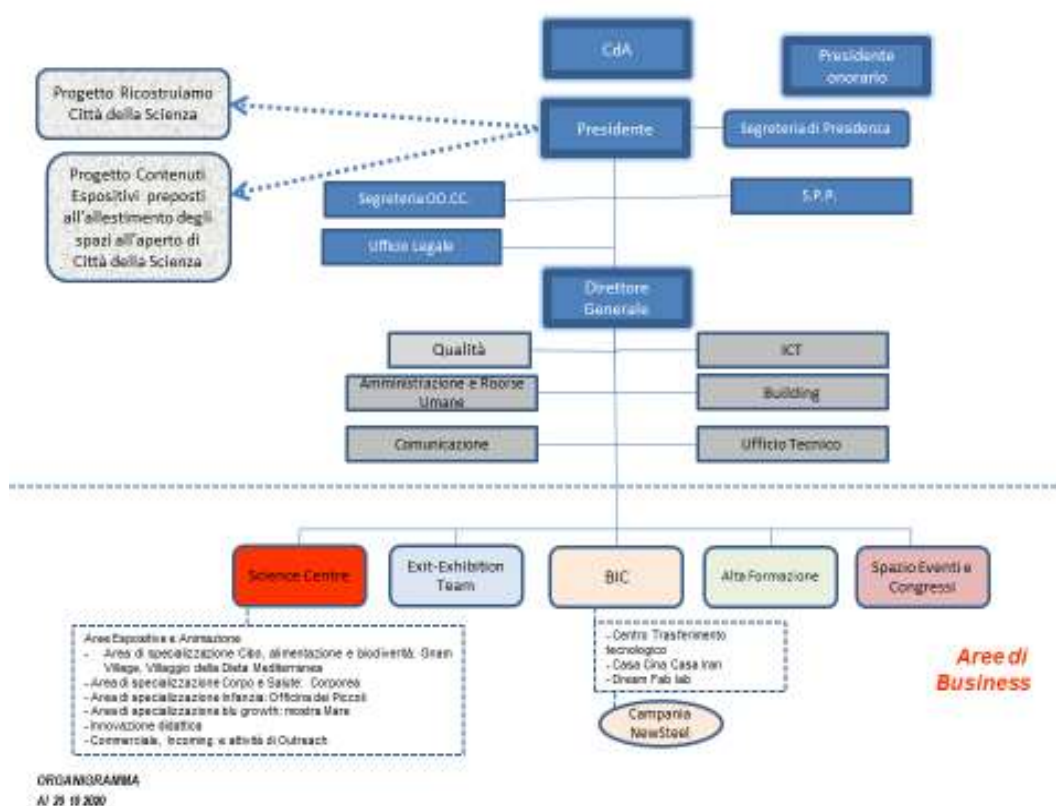 CdA
Presidente
onorario
Progetto Ricostruiamo
Città della Scienza
Presidente
Segreteria di Presidenza
Progetto Contenuti
Espositivi preposti
all'allestimento degli
spazi all'aperto di
Città della Scienza
Segreteria OO.CC.
S.P.P.
Ufficio Legale
Direttore
Generale
Qualità
ICT
Amministrazione e Risorse
Umane
Building
Comunicazione
Ufficio Tecnico
Science Centre
Exit-Exhibition
Team
BIC
Alta Formazione
Spazio Eventi e
Congressi
Aree Espositive e Animazione
- Area di specializzazione Cibo, alimentazione e biodiversità: Gnam
Village, Villaggio della Dieta Mediterranea
- Area di specializzazione Corpo e Salute: Corporea
- Area di specializzazione Infanzia: Officina dei Piccoli
- Area di specializzazione blu growth: mostra Mare
- Innovazione didattica
- Commerciale, Incoming e attività di Outreach
- Centro Trasferimento
tecnologico
- Casa Cina Casa Iran
- Dream Fab lab
Campania
NewSteel
Aree di
Business
ORGANIGRAMMA
Al 2020